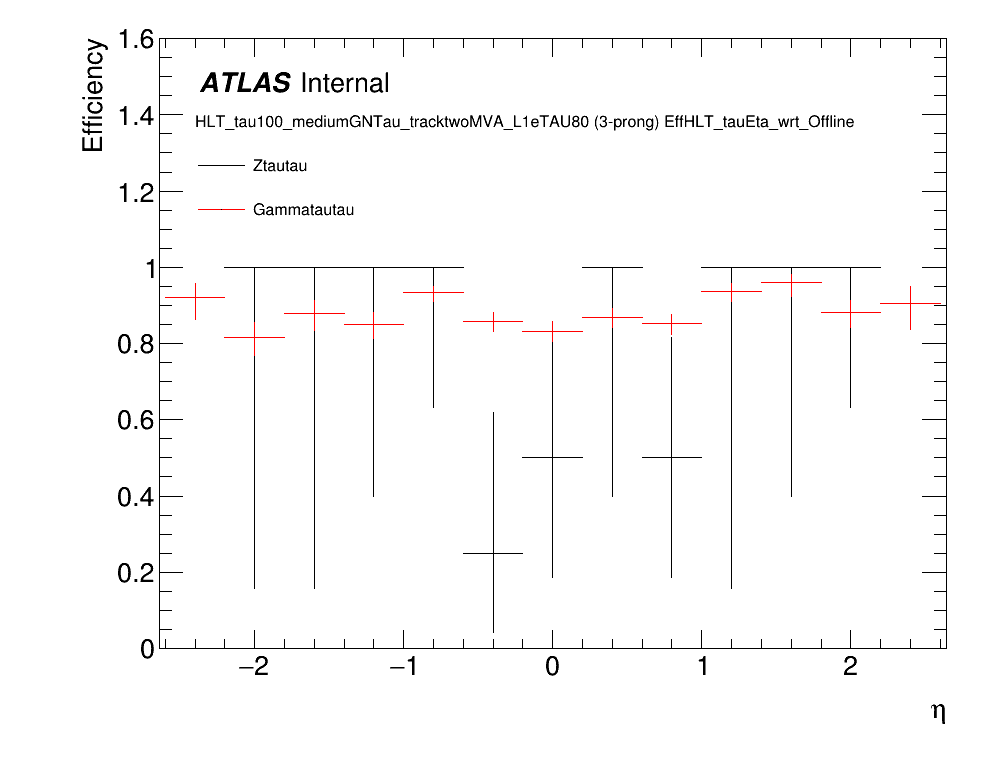 Efficiency
1.6
ATLAS Internal
1.4
HLT_tau100_mediumGNTau_tracktwoMVA_L1eTAU80 (3-prong) EffHLT_tauEta_wrt_Offline
Ztautau
1.2
Gammatautau
1
0.8
0.6
0.4
0.2
0
−2 −1 0 1 2
η